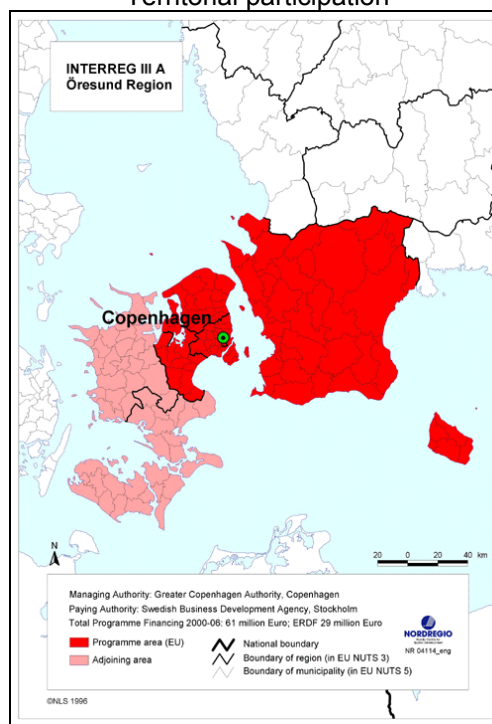 Territorial participation
INTERREG III A
Öresund Region
Copenhagen
N
20 0 20 40
km
Managing Authority: Greater Copenhagen Authority, Copenhagen
Paying Authority: Swedish Business Development Agency, Stockholm
Total Programme Financing 2000-06: 61 million Euro; ERDF 29 million Euro
Programme area (EU)
Adjoining area
National boundary
Boundary of region (in EU NUTS 3)
Boundary of municipality (in EU NUTS 5)
NORDREGIO
NR 04114_eng
©NLS 1996